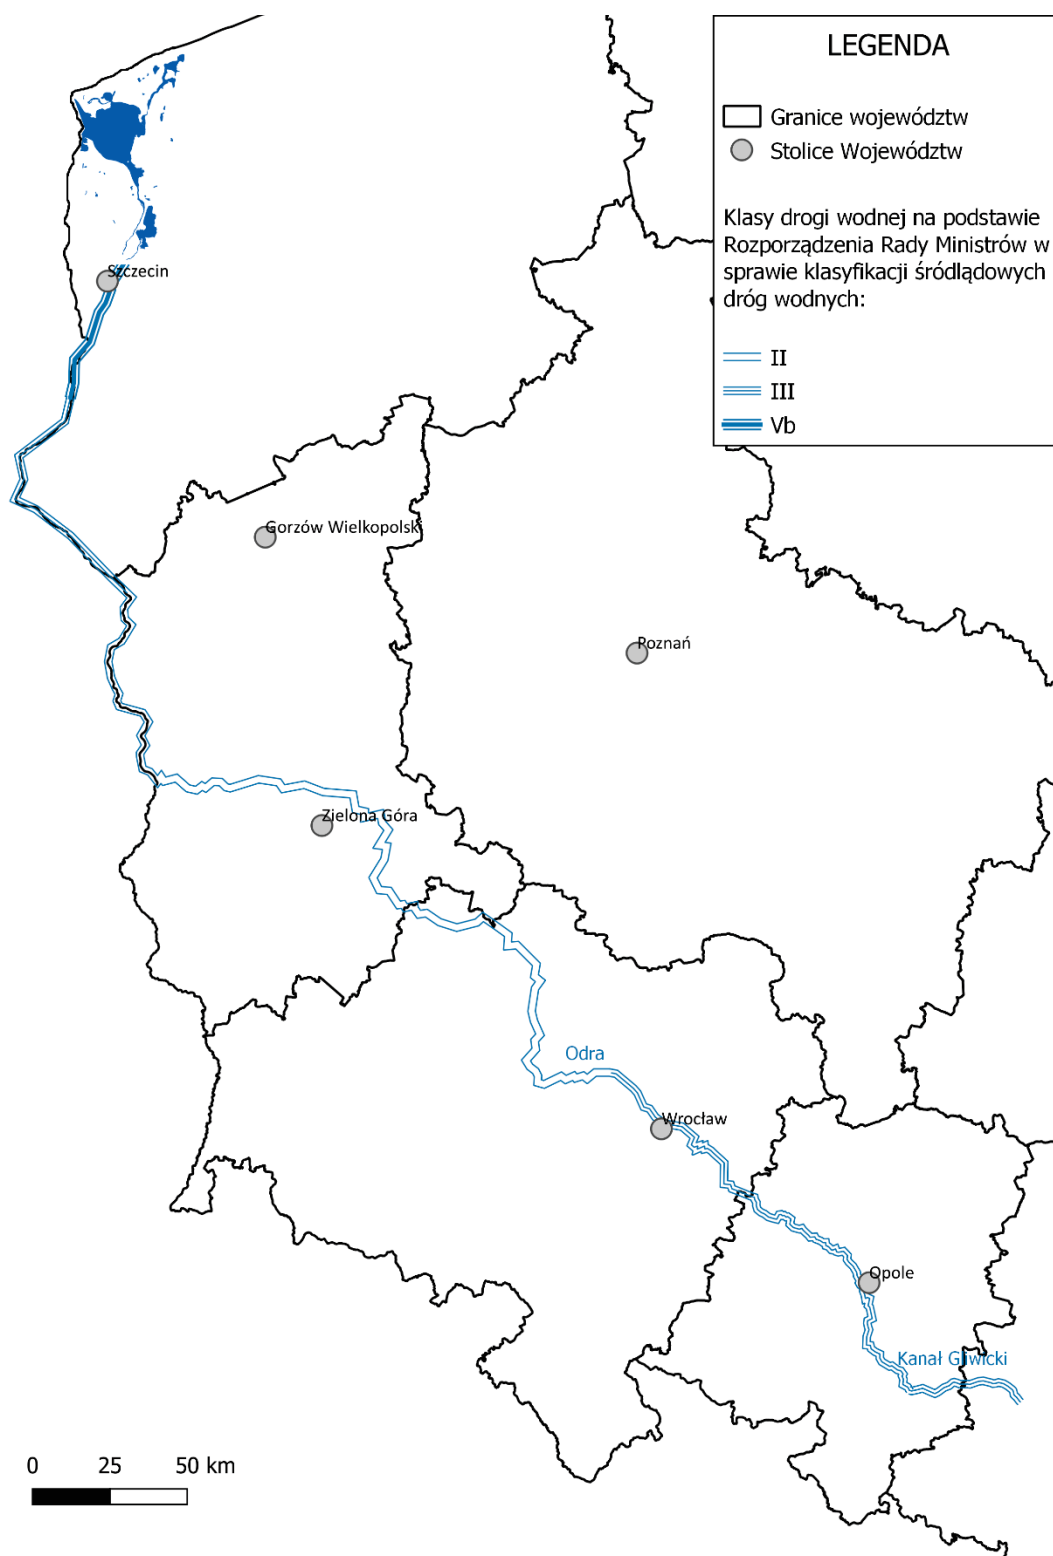 LEGENDA
Granice województw
Stolice Województw
Klasy drogi wodnej na podstawie
Rozporządzenia Rady Ministrów w
sprawie klasyfikacji śródlądowych
dróg wodnych:
II
III
Vb
Szczecin
Gorzów Wielkopolski
Poznań
Zielona Góra
Odra
Wrocław
Opole
Kanał Gliwicki
0 25 50 km